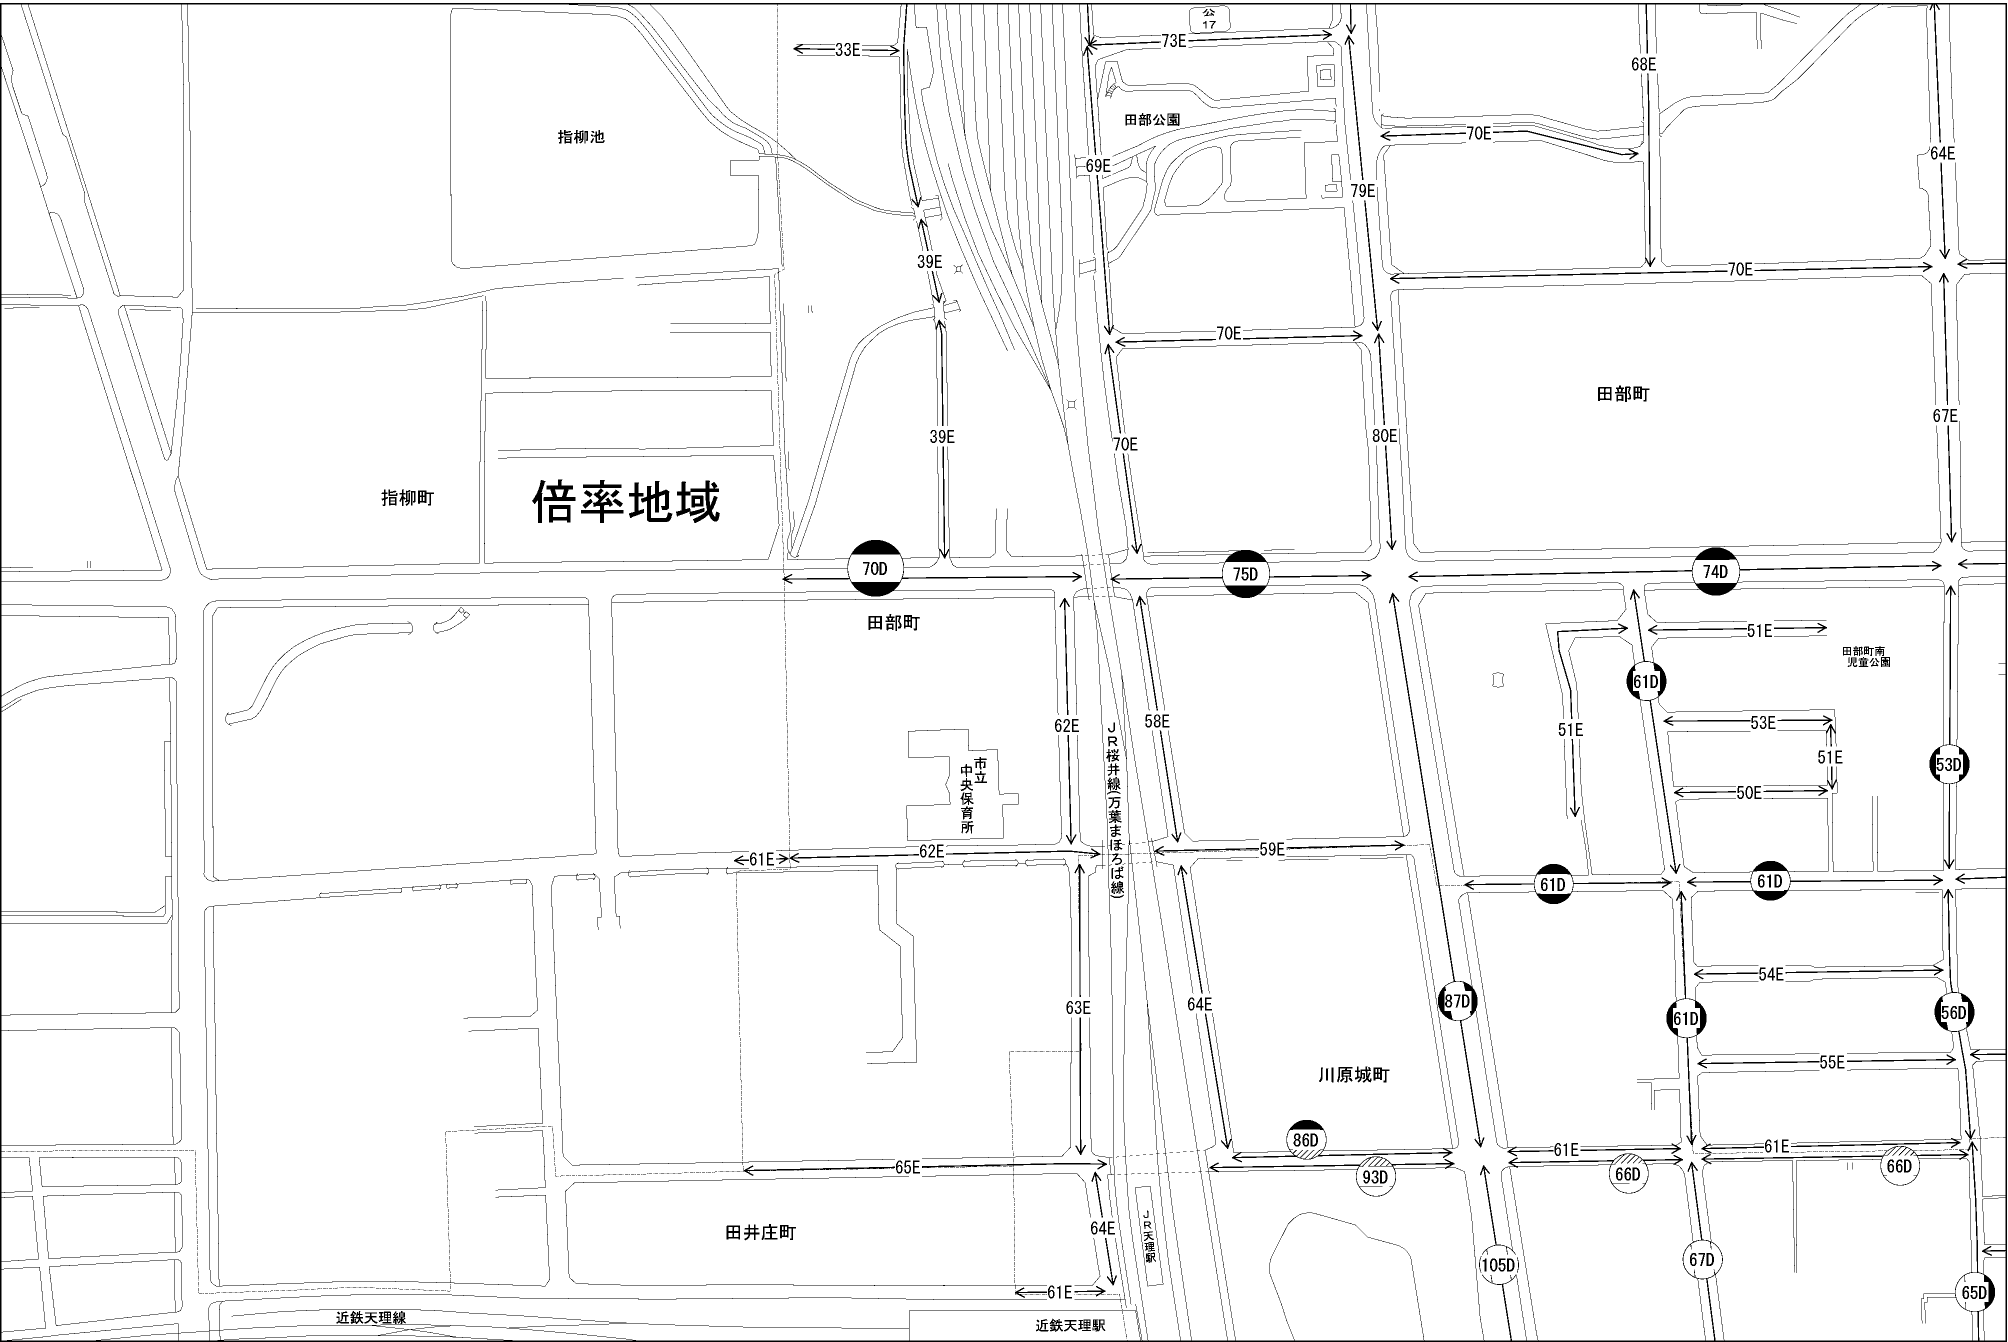 公
17
73E
33E
68E
田部公園
70E
指柳池
64E
69E
79E
39E
70E
70E
田部町
67E
80E
39E
70E
指柳町
倍率地域
70D
75D
74D
田部町
51E
田部町南
児童公園
61D
62E
58E
51E
53E
51E
53D
50E
市立
中央保育所
JR桜井線(万葉まほろば線)
61E
62E
59E
61D
61D
54E
63E
64E
87D
61D
56D
55E
川原城町
86D
61E
61E
65E
93D
66D
66D
田井庄町
64E
JR天理駅
105D
67D
65D
61E
近鉄天理線
近鉄天理駅